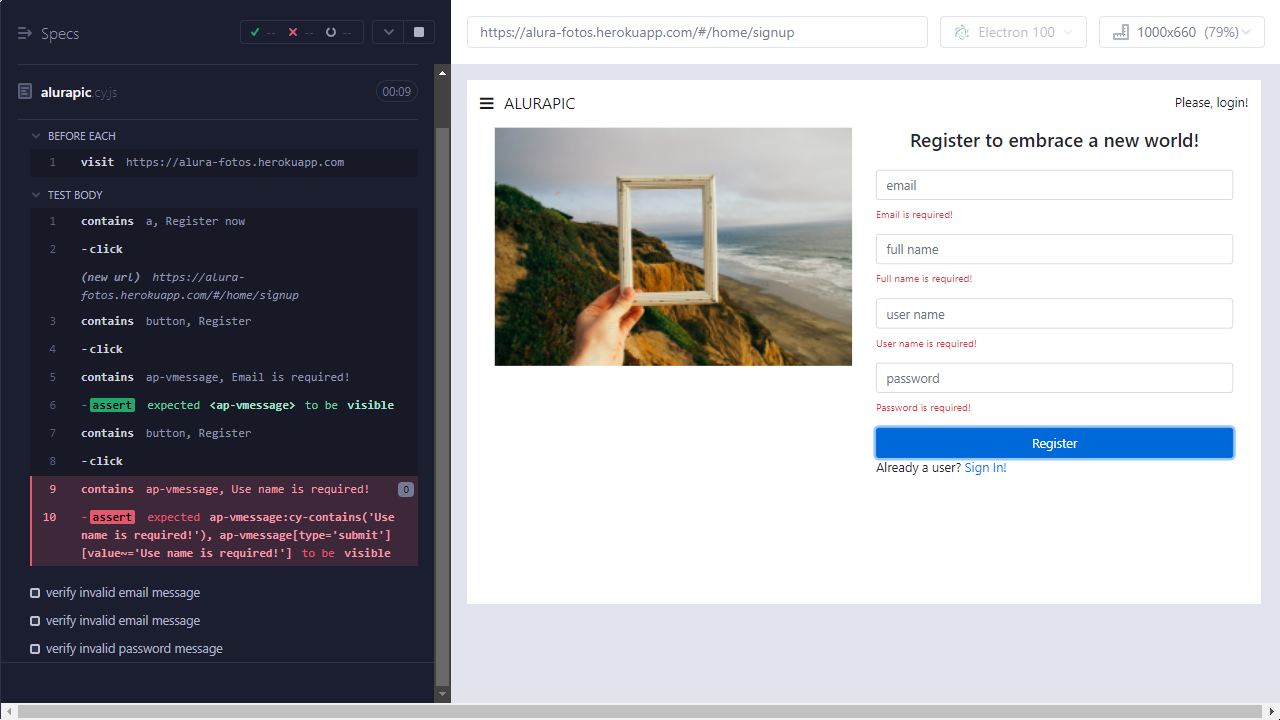 Specs
-- -- --
alurapic.cy.js
00:09
BEFORE EACH
1 visit https://alura-fotos.herokuapp.com
TEST BODY
1 contains a, Register now
2 -click
(new url) https://alura-
fotos.herokuapp.com/#/home/signup
3 contains button, Register
4 -click
5 contains ap-vmessage, Email is required!
6 -assert expected <ap-vmessage> to be visible
7 contains button, Register
8 -click
9 contains ap-vmessage, Use name is required! 0
10 -assert expected ap-vmessage:cy-contains('Use
name is required!'), ap-vmessage[type='submit']
[value~='Use name is required!'] to be visible
verify invalid email message
verify invalid email message
verify invalid password message
https://alura-fotos.herokuapp.com/#/home/signup
Electron 100
1000x660 (79%)
ALURAPIC
Please, login!
Register to embrace a new world!
email
Email is required!
full name
Full name is required!
user name
User name is required!
password
Password is required!
Register
Already a user? Sign In!